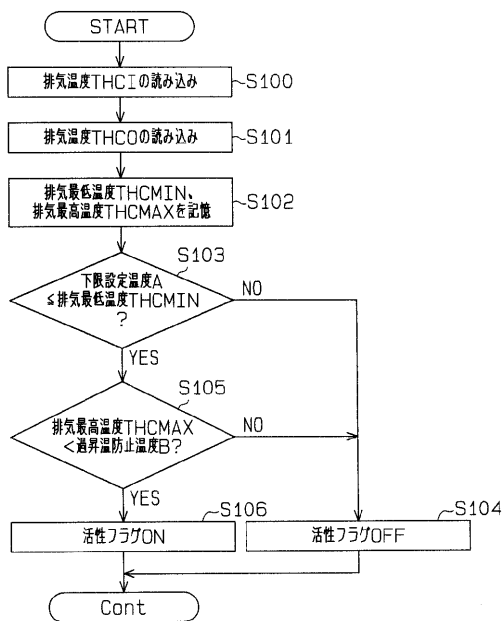 START
排気温度THCIの読み込み
S100
排気温度THCOの読み込み
S101
排気最低温度THCMIN、
排気最高温度THCMAXを記憶
S102
S103
下限設定温度A
≦排気最低温度THCMIN
?
NO
YES
S105
排気最高温度THCMAX
<過昇温防止温度B?
NO
YES
S106
活性フラグON
S104
活性フラグOFF
Cont